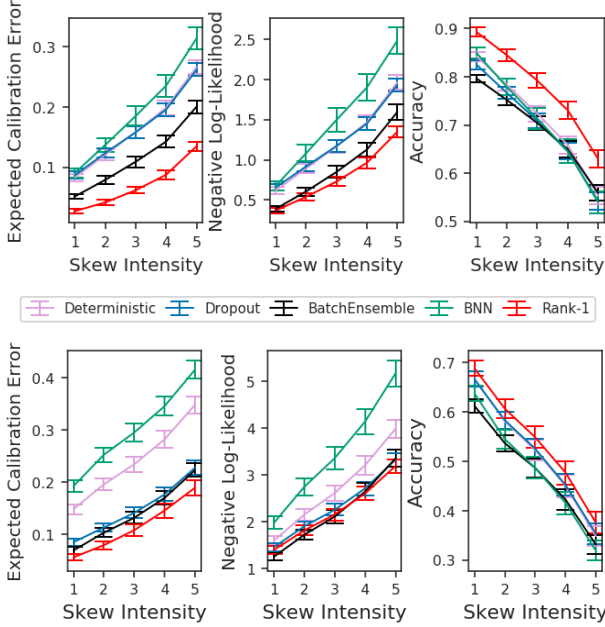 Expected Calibration Error
0.3
0.2
0.1
1 2 3 4 5
Skew Intensity
Negative Log-Likelihood
2.5
2.0
1.5
1.0
0.5
1 2 3 4 5
Skew Intensity
Accuracy
0.9
0.8
0.7
0.6
0.5
1 2 3 4 5
Skew Intensity
Deterministic Dropout BatchEnsemble BNN Rank-1
Expected Calibration Error
0.4
0.3
0.2
0.1
1 2 3 4 5
Skew Intensity
Negative Log-Likelihood
5
4
3
2
1
1 2 3 4 5
Skew Intensity
Accuracy
0.7
0.6
0.5
0.4
0.3
1 2 3 4 5
Skew Intensity